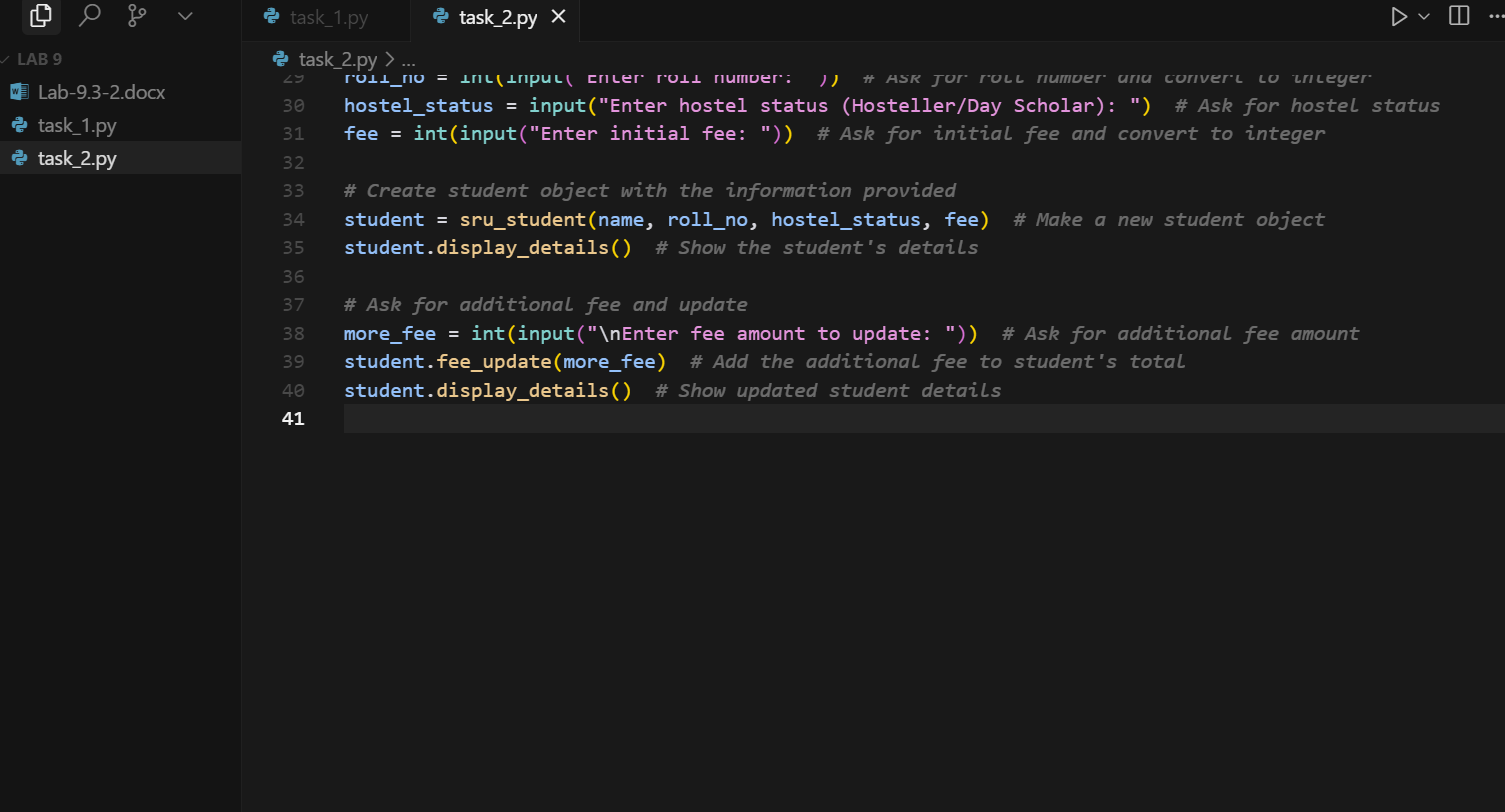 task_1.py
task_2.py
LAB 9
Lab-9.3-2.docx
task_1.py
task_2.py
task_2.py > ...
29 roll_no = int(input("Enter roll number: "))  # Ask for roll number and convert to integer
30 hostel_status = input("Enter hostel status (Hosteller/Day Scholar): ")  # Ask for hostel status
31 fee = int(input("Enter initial fee: "))  # Ask for initial fee and convert to integer
32
33 # Create student object with the information provided
34 student = sru_student(name, roll_no, hostel_status, fee)  # Make a new student object
35 student.display_details()  # Show the student's details
36
37 # Ask for additional fee and update
38 more_fee = int(input("\nEnter fee amount to update: "))  # Ask for additional fee amount
39 student.fee_update(more_fee)  # Add the additional fee to student's total
40 student.display_details()  # Show updated student details
41